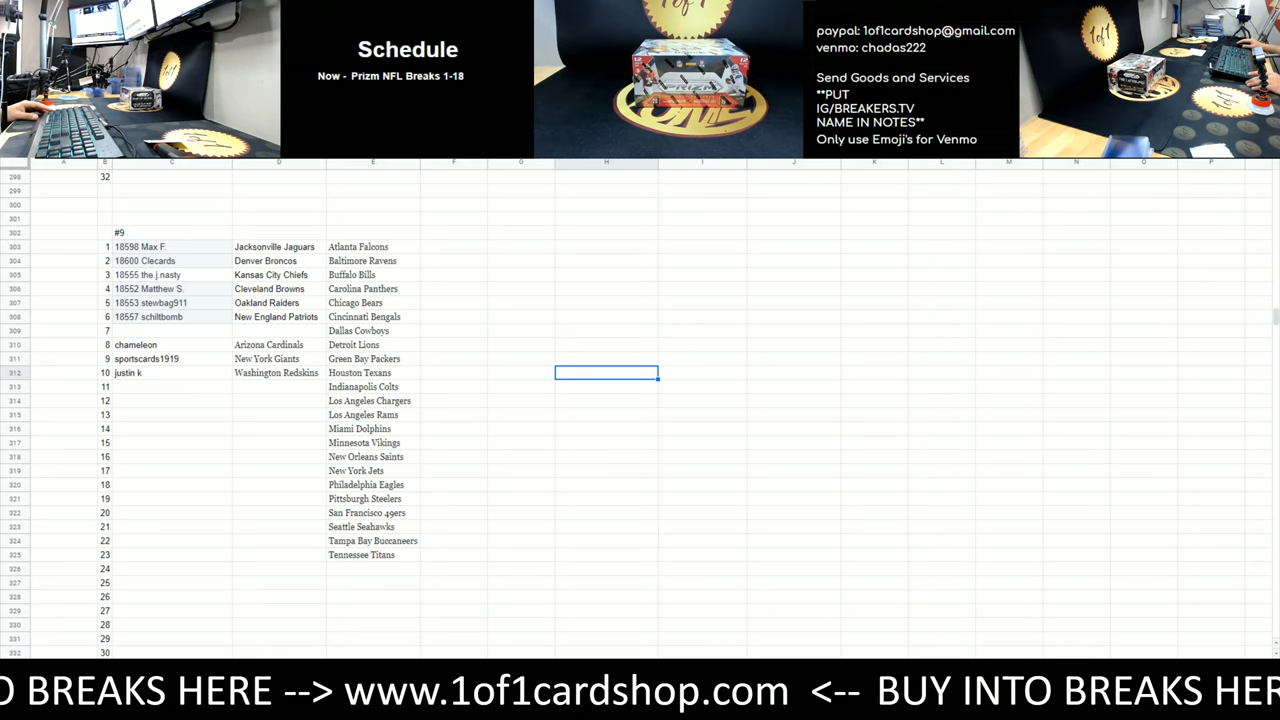 Schedule
Now - Prizm NFL Breaks 1-18
1 of 1
PRIZM
paypal: 1of1cardshop@gmail.com
venmo: chadas222
Send Goods and Services
**PUT
IG/BREAKERS.TV
NAME IN NOTES**
Only use Emoji's for Venmo
A B C D E F G H I J K L M N O P
298 32
299
300
301
302 #9
303 1 18598 Max F. Jacksonville Jaguars Atlanta Falcons
304 2 18600 Clecards Denver Broncos Baltimore Ravens
305 3 18555 the.j.nasty Kansas City Chiefs Buffalo Bills
306 4 18552 Matthew S. Cleveland Browns Carolina Panthers
307 5 18553 stewbag911 Oakland Raiders Chicago Bears
308 6 18557 schiltbomb New England Patriots Cincinnati Bengals
309 7 Dallas Cowboys
310 8 chameleon Arizona Cardinals Detroit Lions
311 9 sportscards1919 New York Giants Green Bay Packers
312 10 justin k Washington Redskins Houston Texans
313 11 Indianapolis Colts
314 12 Los Angeles Chargers
315 13 Los Angeles Rams
316 14 Miami Dolphins
317 15 Minnesota Vikings
318 16 New Orleans Saints
319 17 New York Jets
320 18 Philadelphia Eagles
321 19 Pittsburgh Steelers
322 20 San Francisco 49ers
323 21 Seattle Seahawks
324 22 Tampa Bay Buccaneers
325 23 Tennessee Titans
326 24
327 25
328 26
329 27
330 28
331 29
332 30
O BREAKS HERE --> www.1of1cardshop.com <-- BUY INTO BREAKS HER